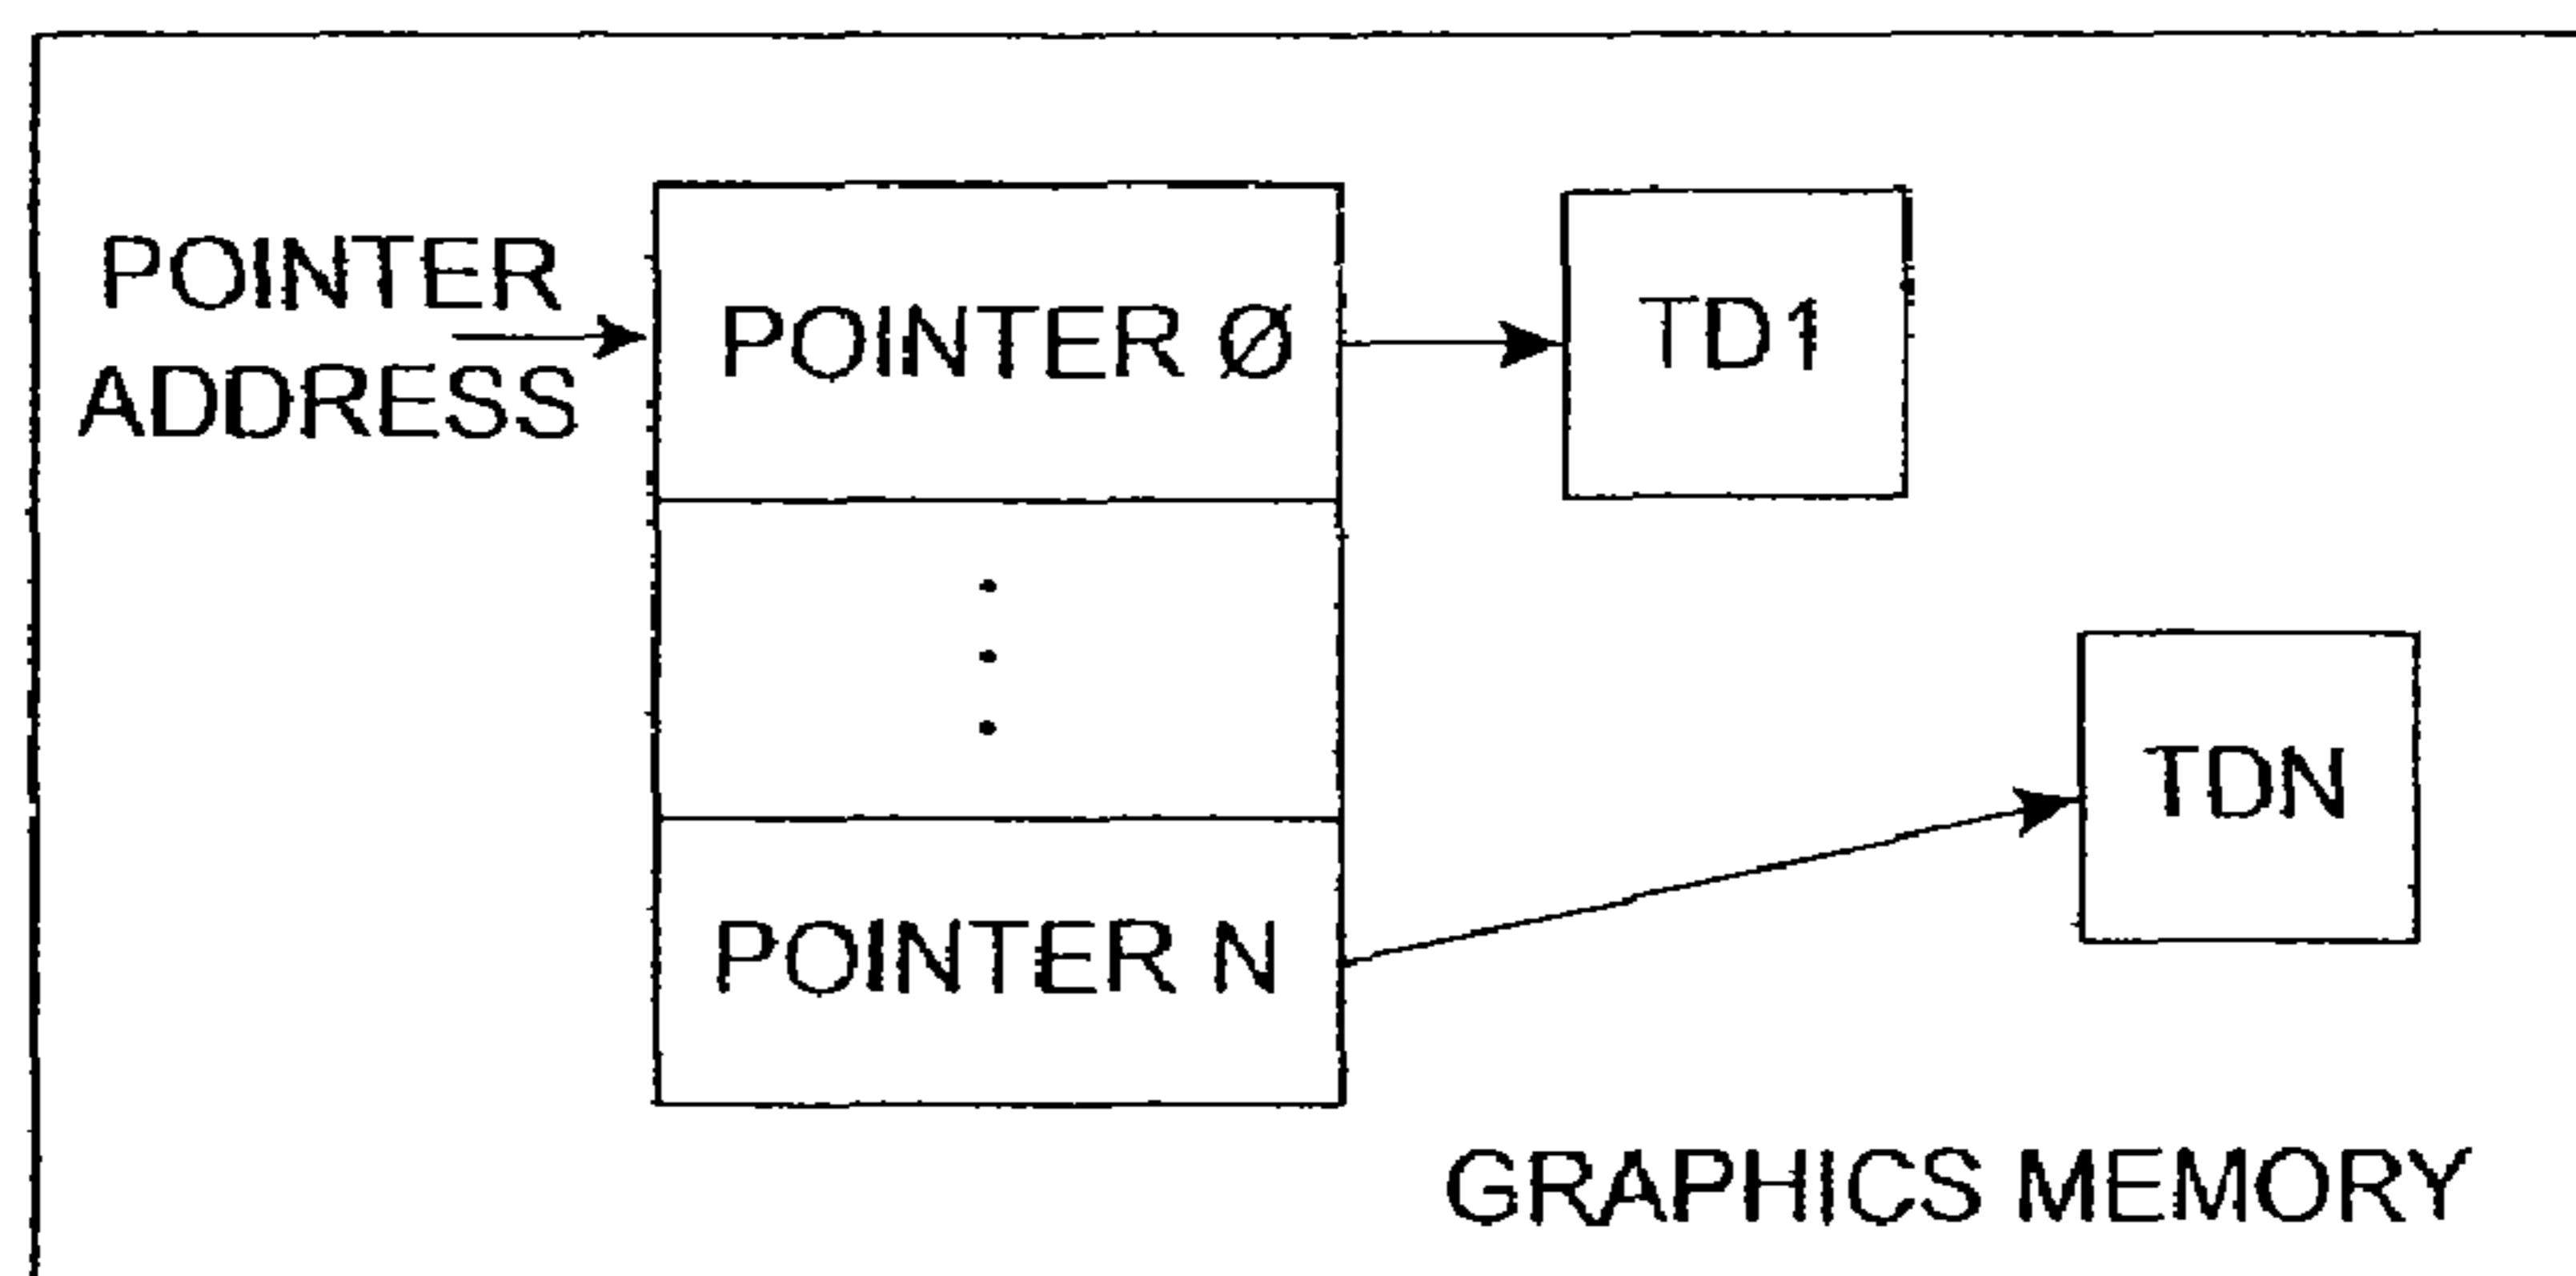 POINTER
ADDRESS
POINTER Ø
TD1
TDN
POINTER N
GRAPHICS MEMORY